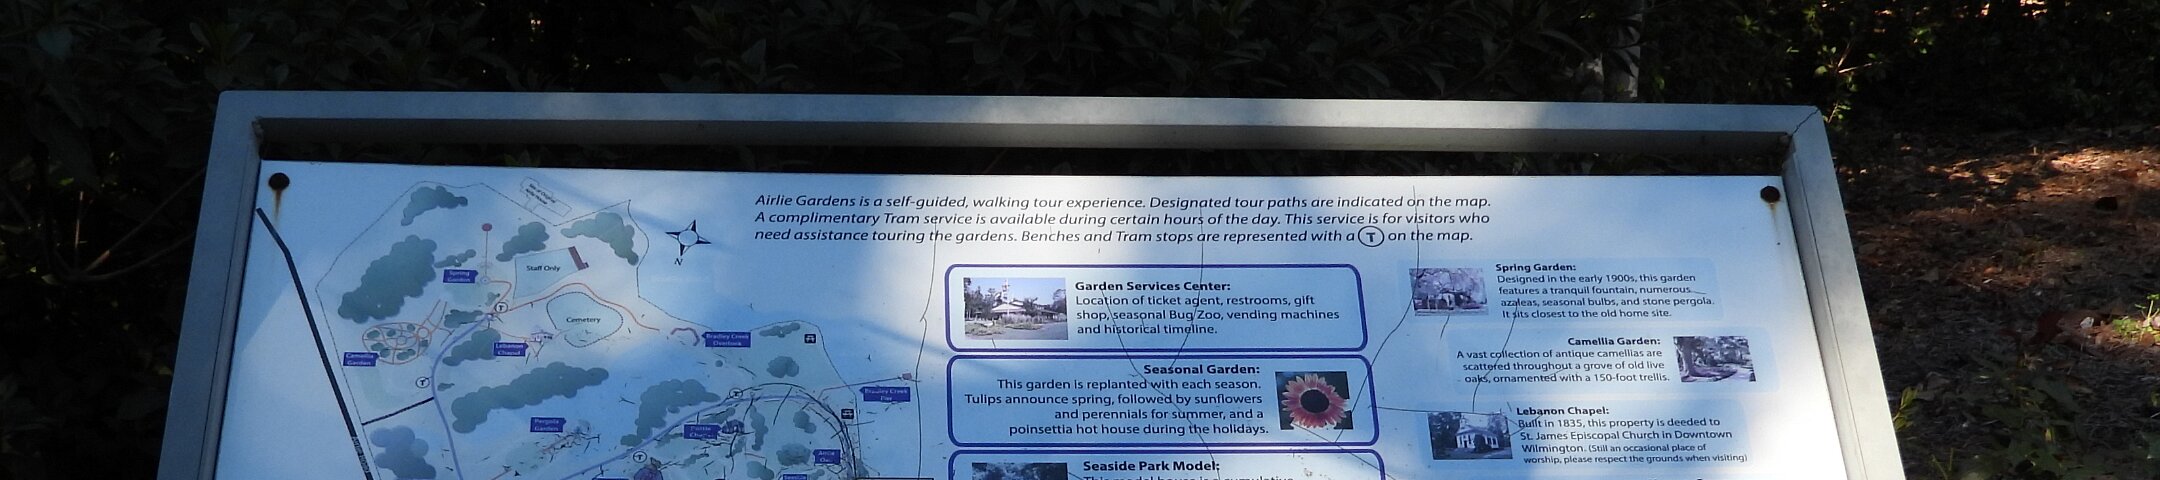 Airlie Gardens is a self-guided, walking tour experience. Designated tour paths are indicated on the map.
A complimentary Tram service is available during certain hours of the day. This service is for visitors who
need assistance touring the gardens. Benches and Tram stops are represented with a T on the map.
N
Staff Only
Spring
Garden
T
Cemetery
Lebanon
Chapel
Camellia
Garden
T
Bradley Creek
Overlook
Bradley Creek
Pier
T
Pergola
Garden
T
Airlie
Garden Services Center:
Location of ticket agent, restrooms, gift
shop, seasonal Bug Zoo, vending machines
and historical timeline.
Seasonal Garden:
This garden is replanted with each season.
Tulips announce spring, followed by sunflowers
and perennials for summer, and a
poinsettia hot house during the holidays.
Seaside Park Model:
This model house is a cumulative
Spring Garden:
Designed in the early 1900s, this garden
features a tranquil fountain, numerous
azaleas, seasonal bulbs, and stone pergola.
It sits closest to the old home site.
Camellia Garden:
A vast collection of antique camellias are
scattered throughout a grove of old live
oaks, ornamented with a 150-foot trellis.
Lebanon Chapel:
Built in 1835, this property is deeded to
St. James Episcopal Church in Downtown
Wilmington. (Still an occasional place of
worship, please respect the grounds when visiting)